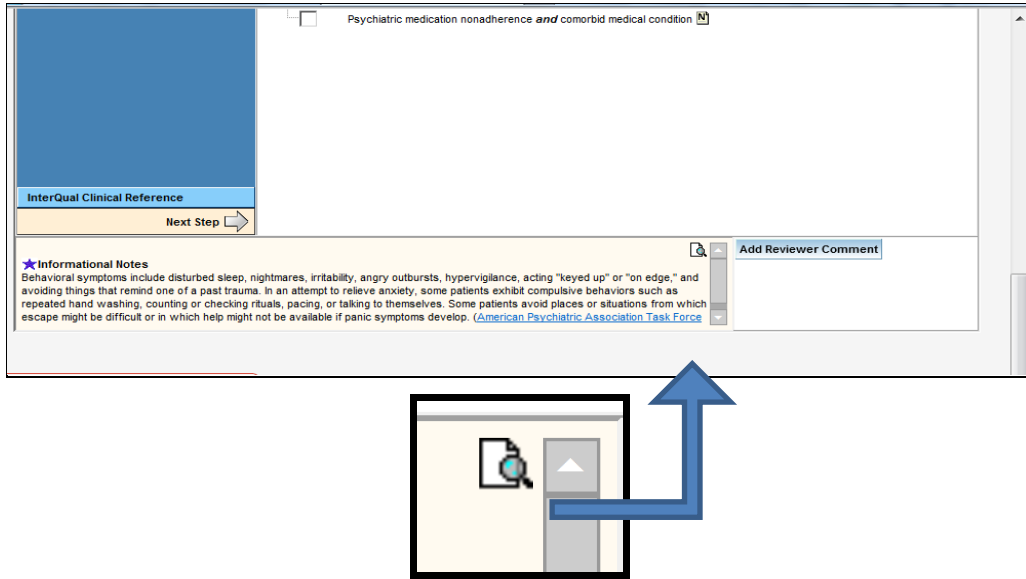 Psychiatric medication nonadherence and comorbid medical condition N
InterQual Clinical Reference
Next Step
Informational Notes
Behavioral symptoms include disturbed sleep, nightmares, irritability, angry outbursts, hypervigilance, acting "keyed up" or "on edge," and
avoiding things that remind one of a past trauma. In an attempt to relieve anxiety, some patients exhibit compulsive behaviors such as
repeated hand washing, counting or checking rituals, pacing, or talking to themselves. Some patients avoid places or situations from which
escape might be difficult or in which help might not be available if panic symptoms develop. (American Psychiatric Association Task Force
Add Reviewer Comment